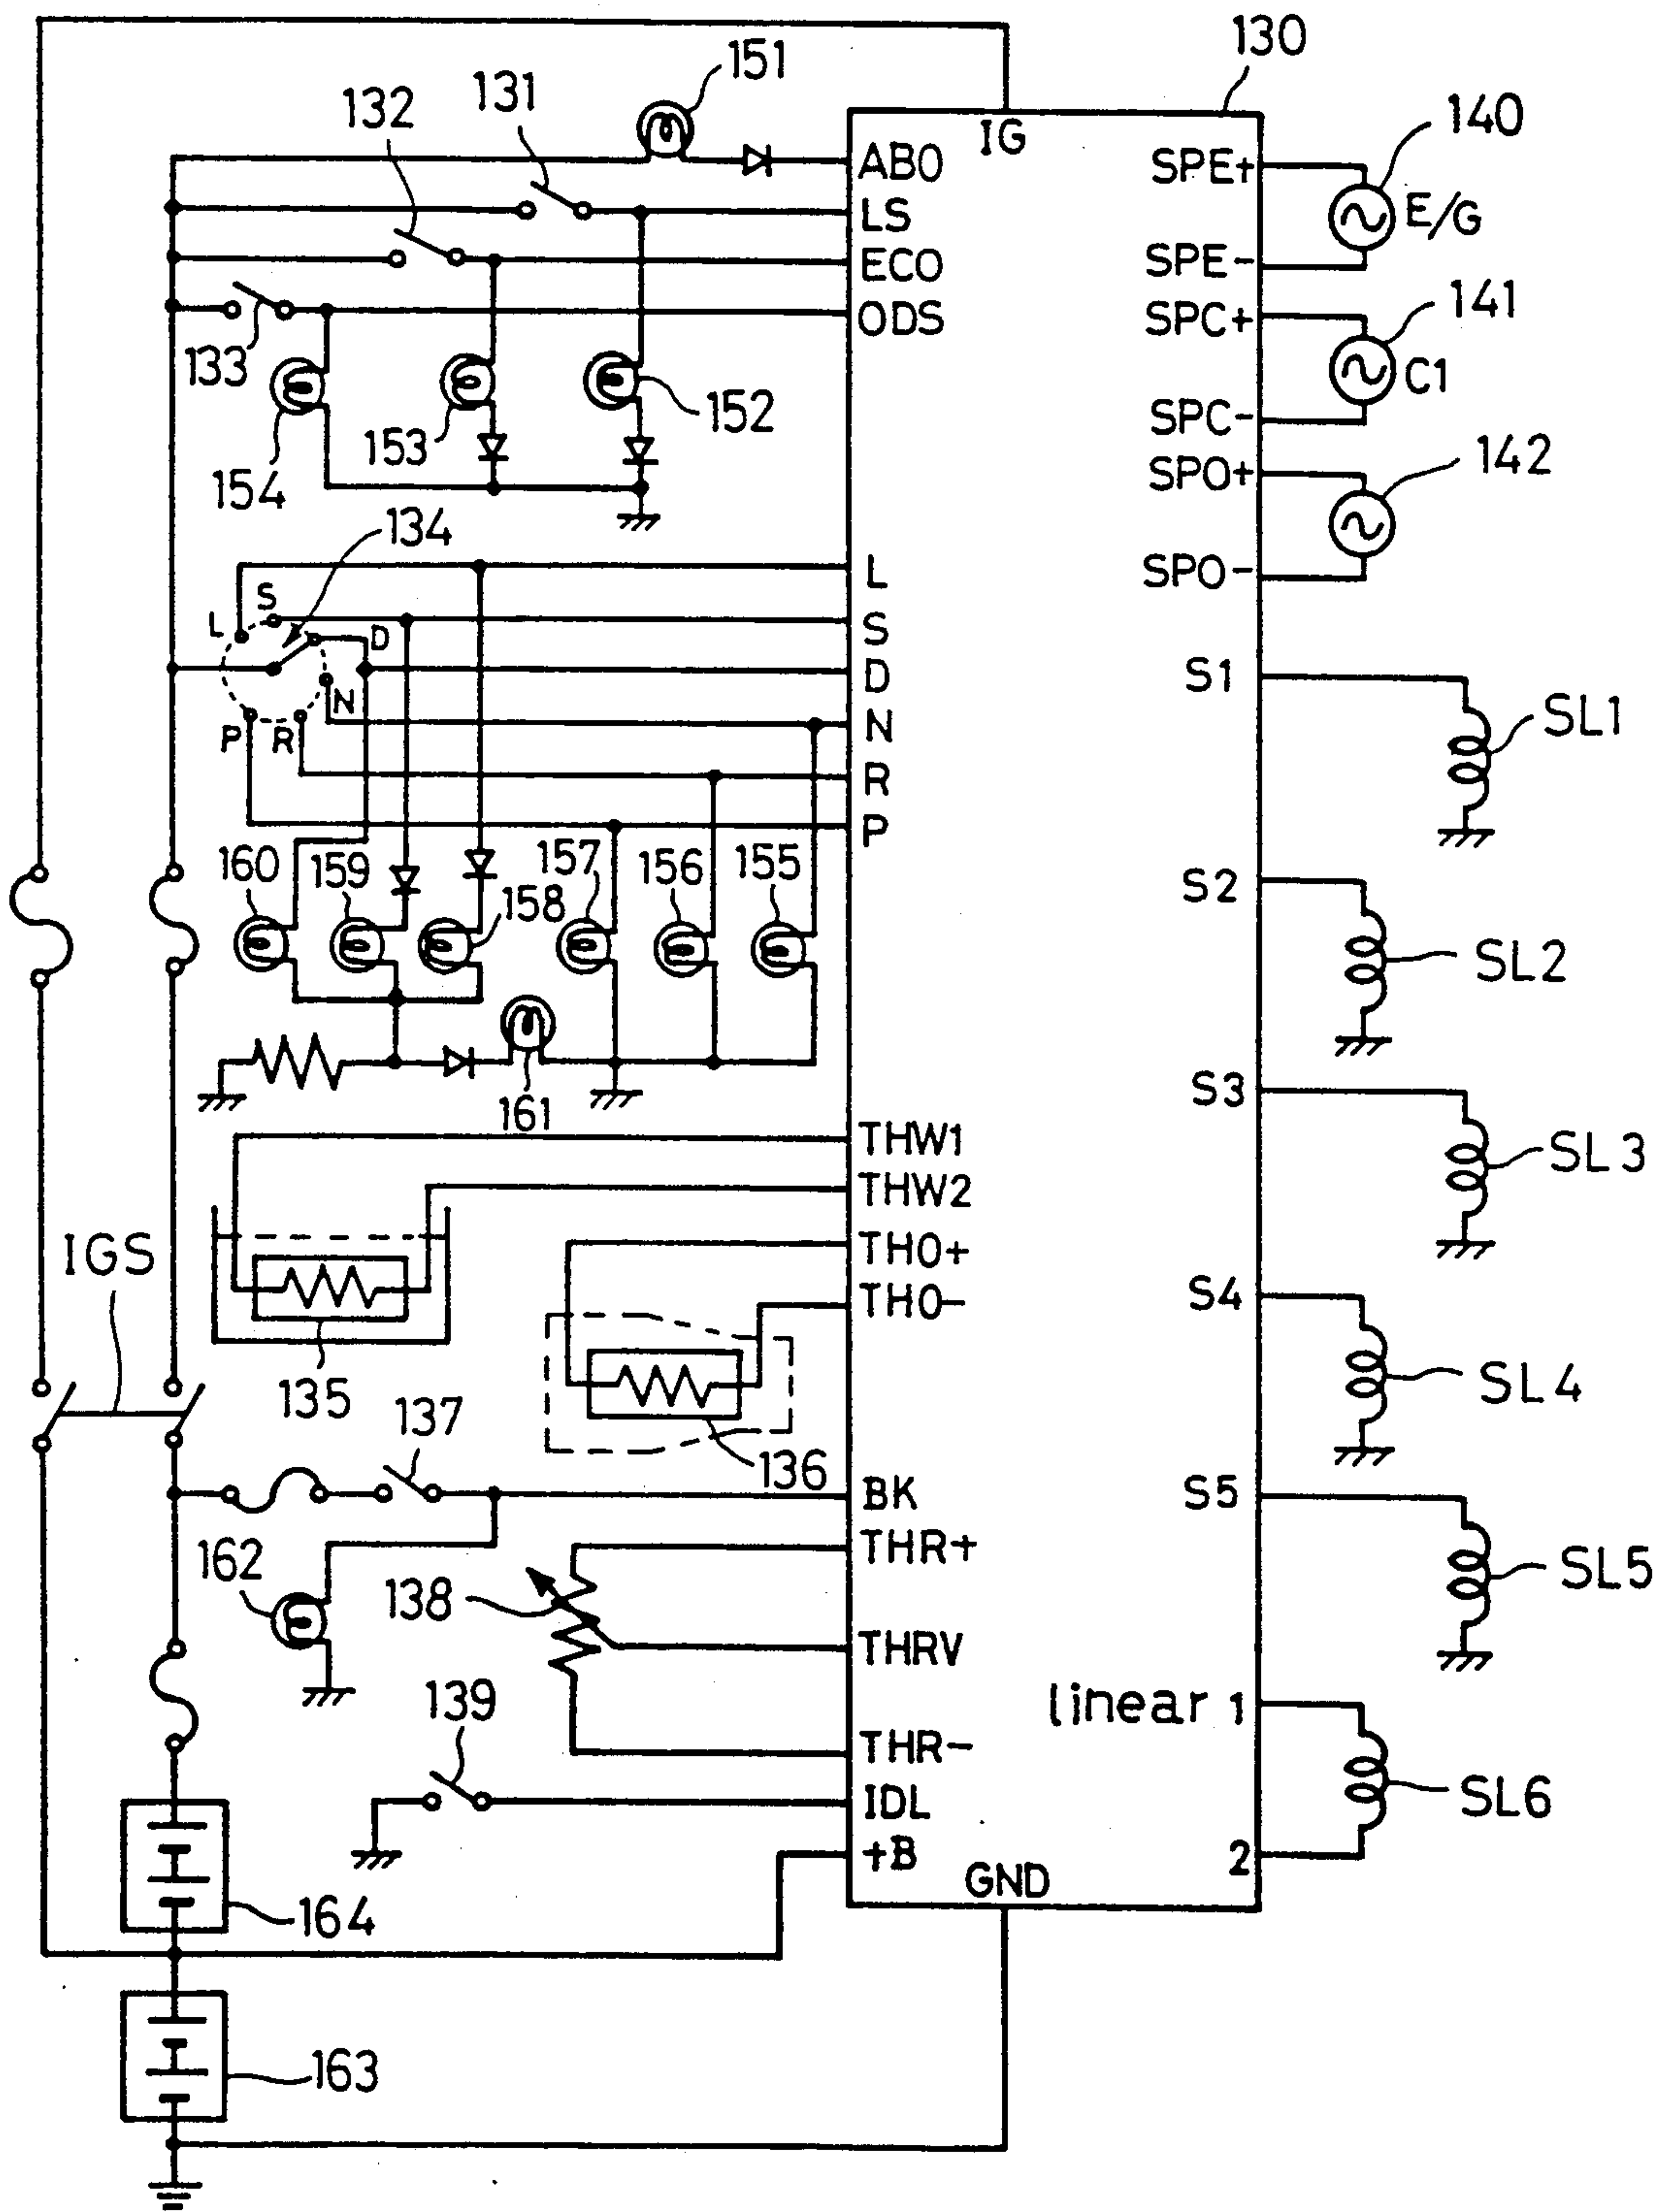 130
151
131
132
140
IG
ABO
SPE+
LS
E/G
ECO
SPE-
ODS
SPC+
141
133
C1
152
153
SPC-
154
SPO+
142
134
L
SPO-
S
S
L
D
D
S1
N
N
SL1
P
R
R
P
160
159
157
156
155
158
S2
SL2
161
S3
THW1
SL3
THW2
IGS
THO+
S4
THO-
135
137
136
SL4
BK
S5
THR+
162
138
SL5
THRV
139
linear 1
THR-
IDL
SL6
+B
2
GND
164
163